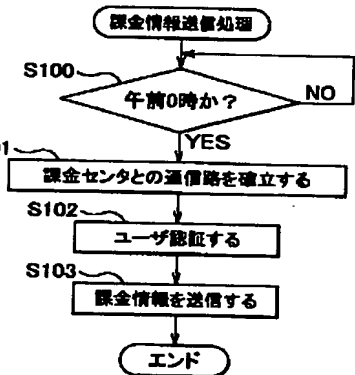 課金情報送信処理
S100
午前0時か?
NO
YES
01
課金センタとの通信路を確立する
S102
ユーザ認証する
S103
課金情報を送信する
エンド